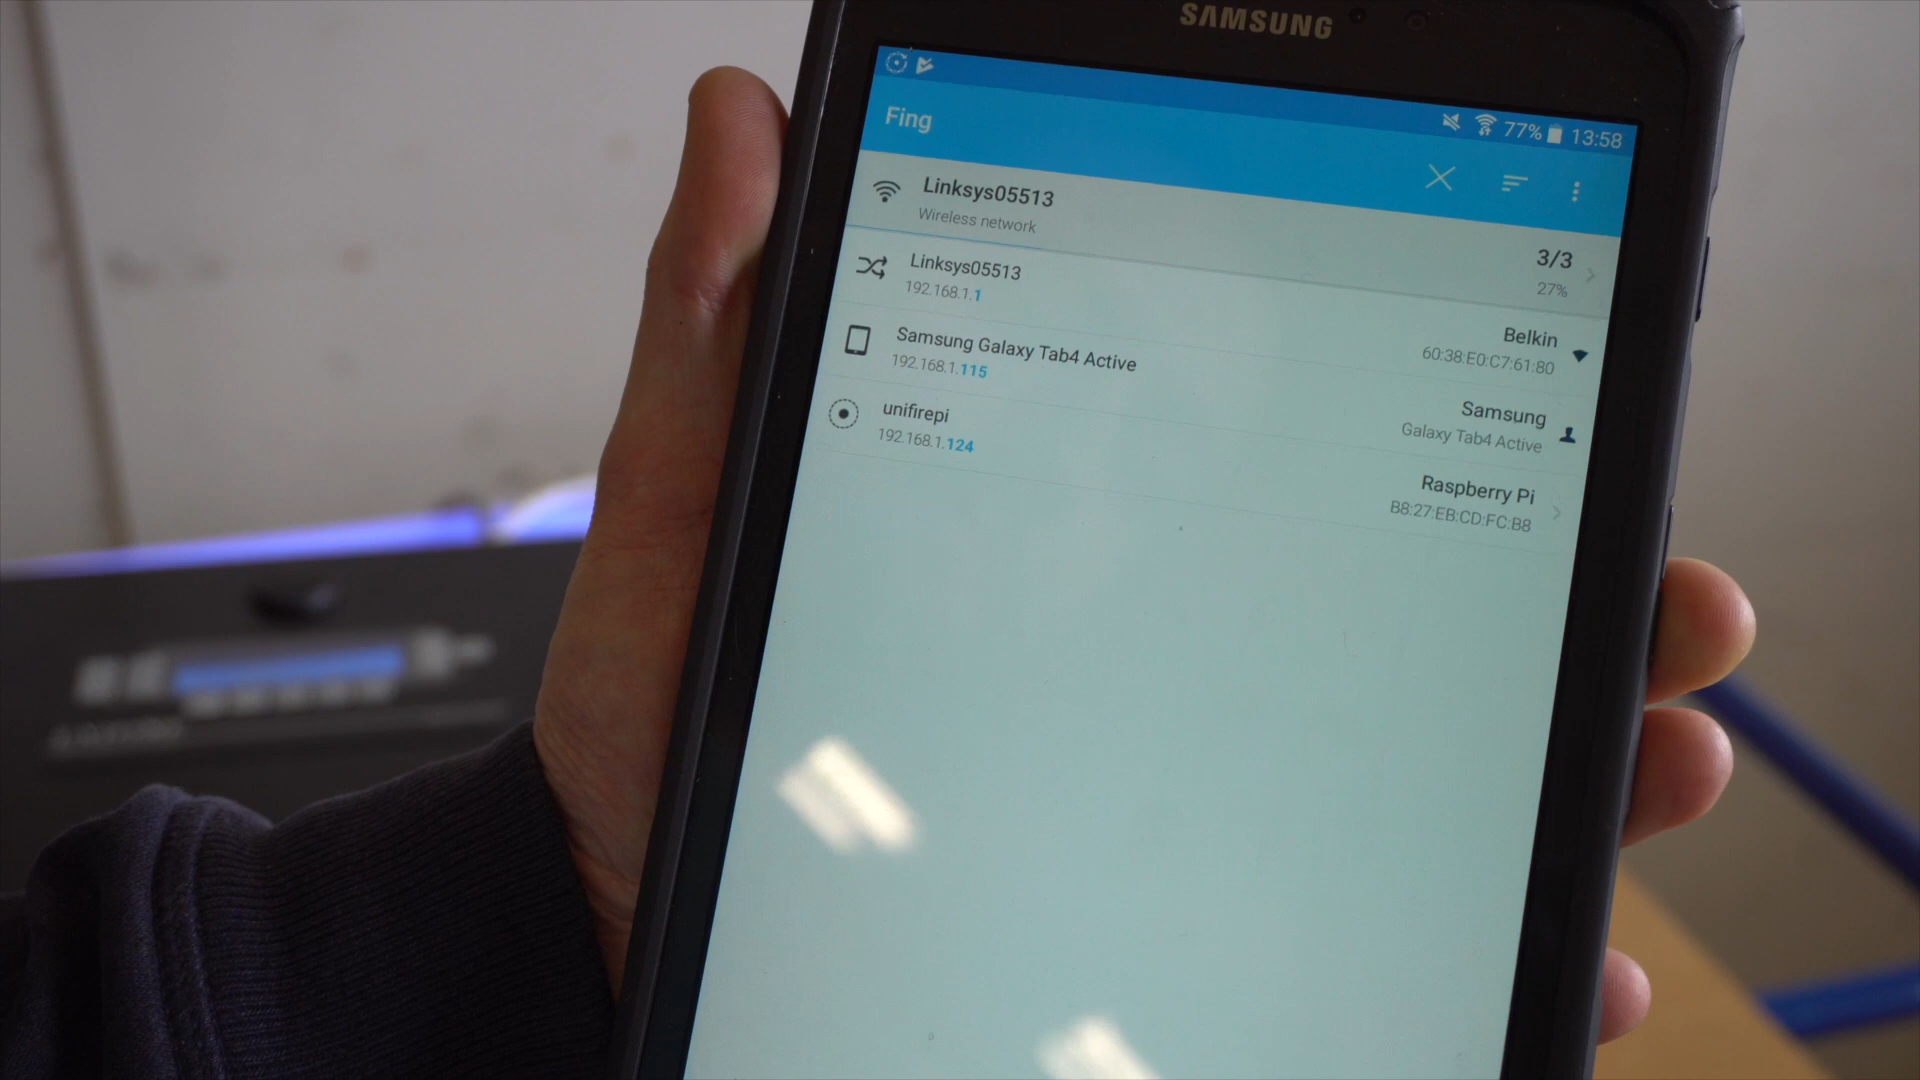 SAMSUNG
77% 13:58
Fing
Linksys05513
Wireless network
3/3
27%
Linksys05513
192.168.1.1
Belkin
60:38:E0:C7:61:80
Samsung Galaxy Tab4 Active
192.168.1.115
Samsung
Galaxy Tab4 Active
unifirepi
192.168.1.124
Raspberry Pi
B8:27:EB:CD:FC:B8